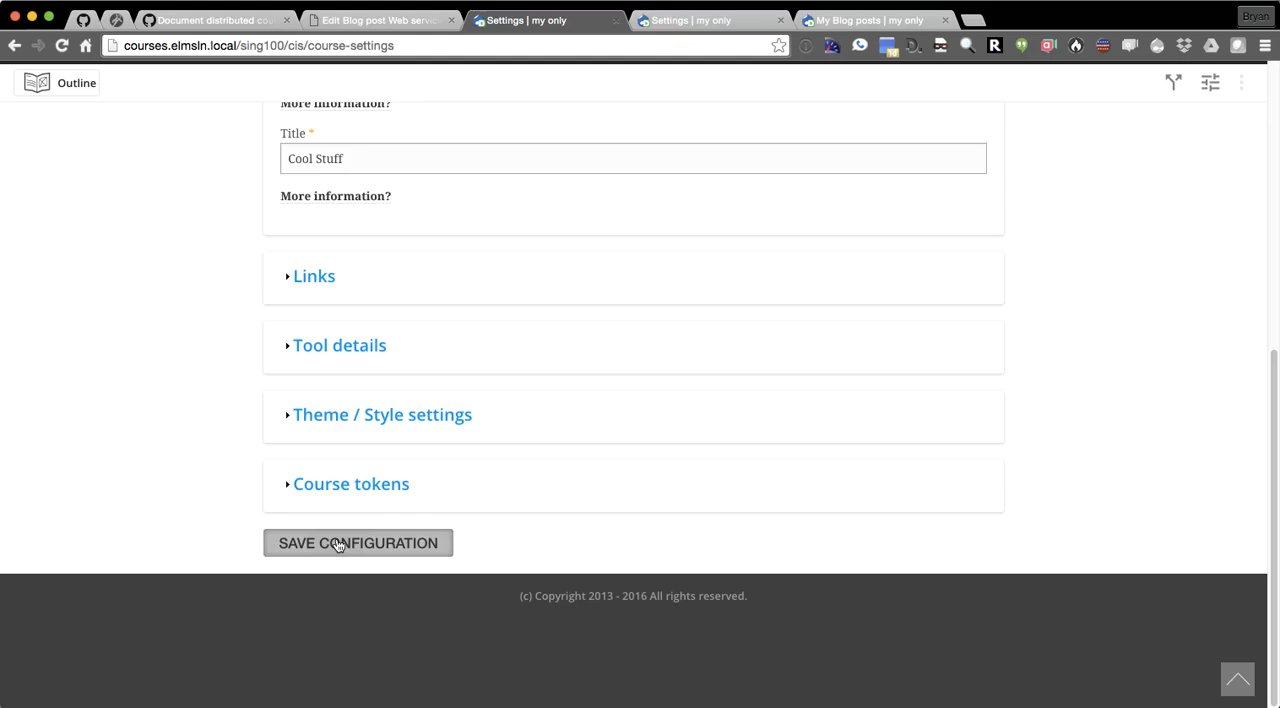 Document distributed cou
Edit Blog post Web servic
Settings | my only
Settings | my only
My Blog posts | my only
Bryan
courses.elmsln.local/sing100/cis/course-settings
Outline
More information?
Title *
Cool Stuff
More information?
Links
Tool details
Theme / Style settings
Course tokens
SAVE CONFIGURATION
(c) Copyright 2013 - 2016 All rights reserved.